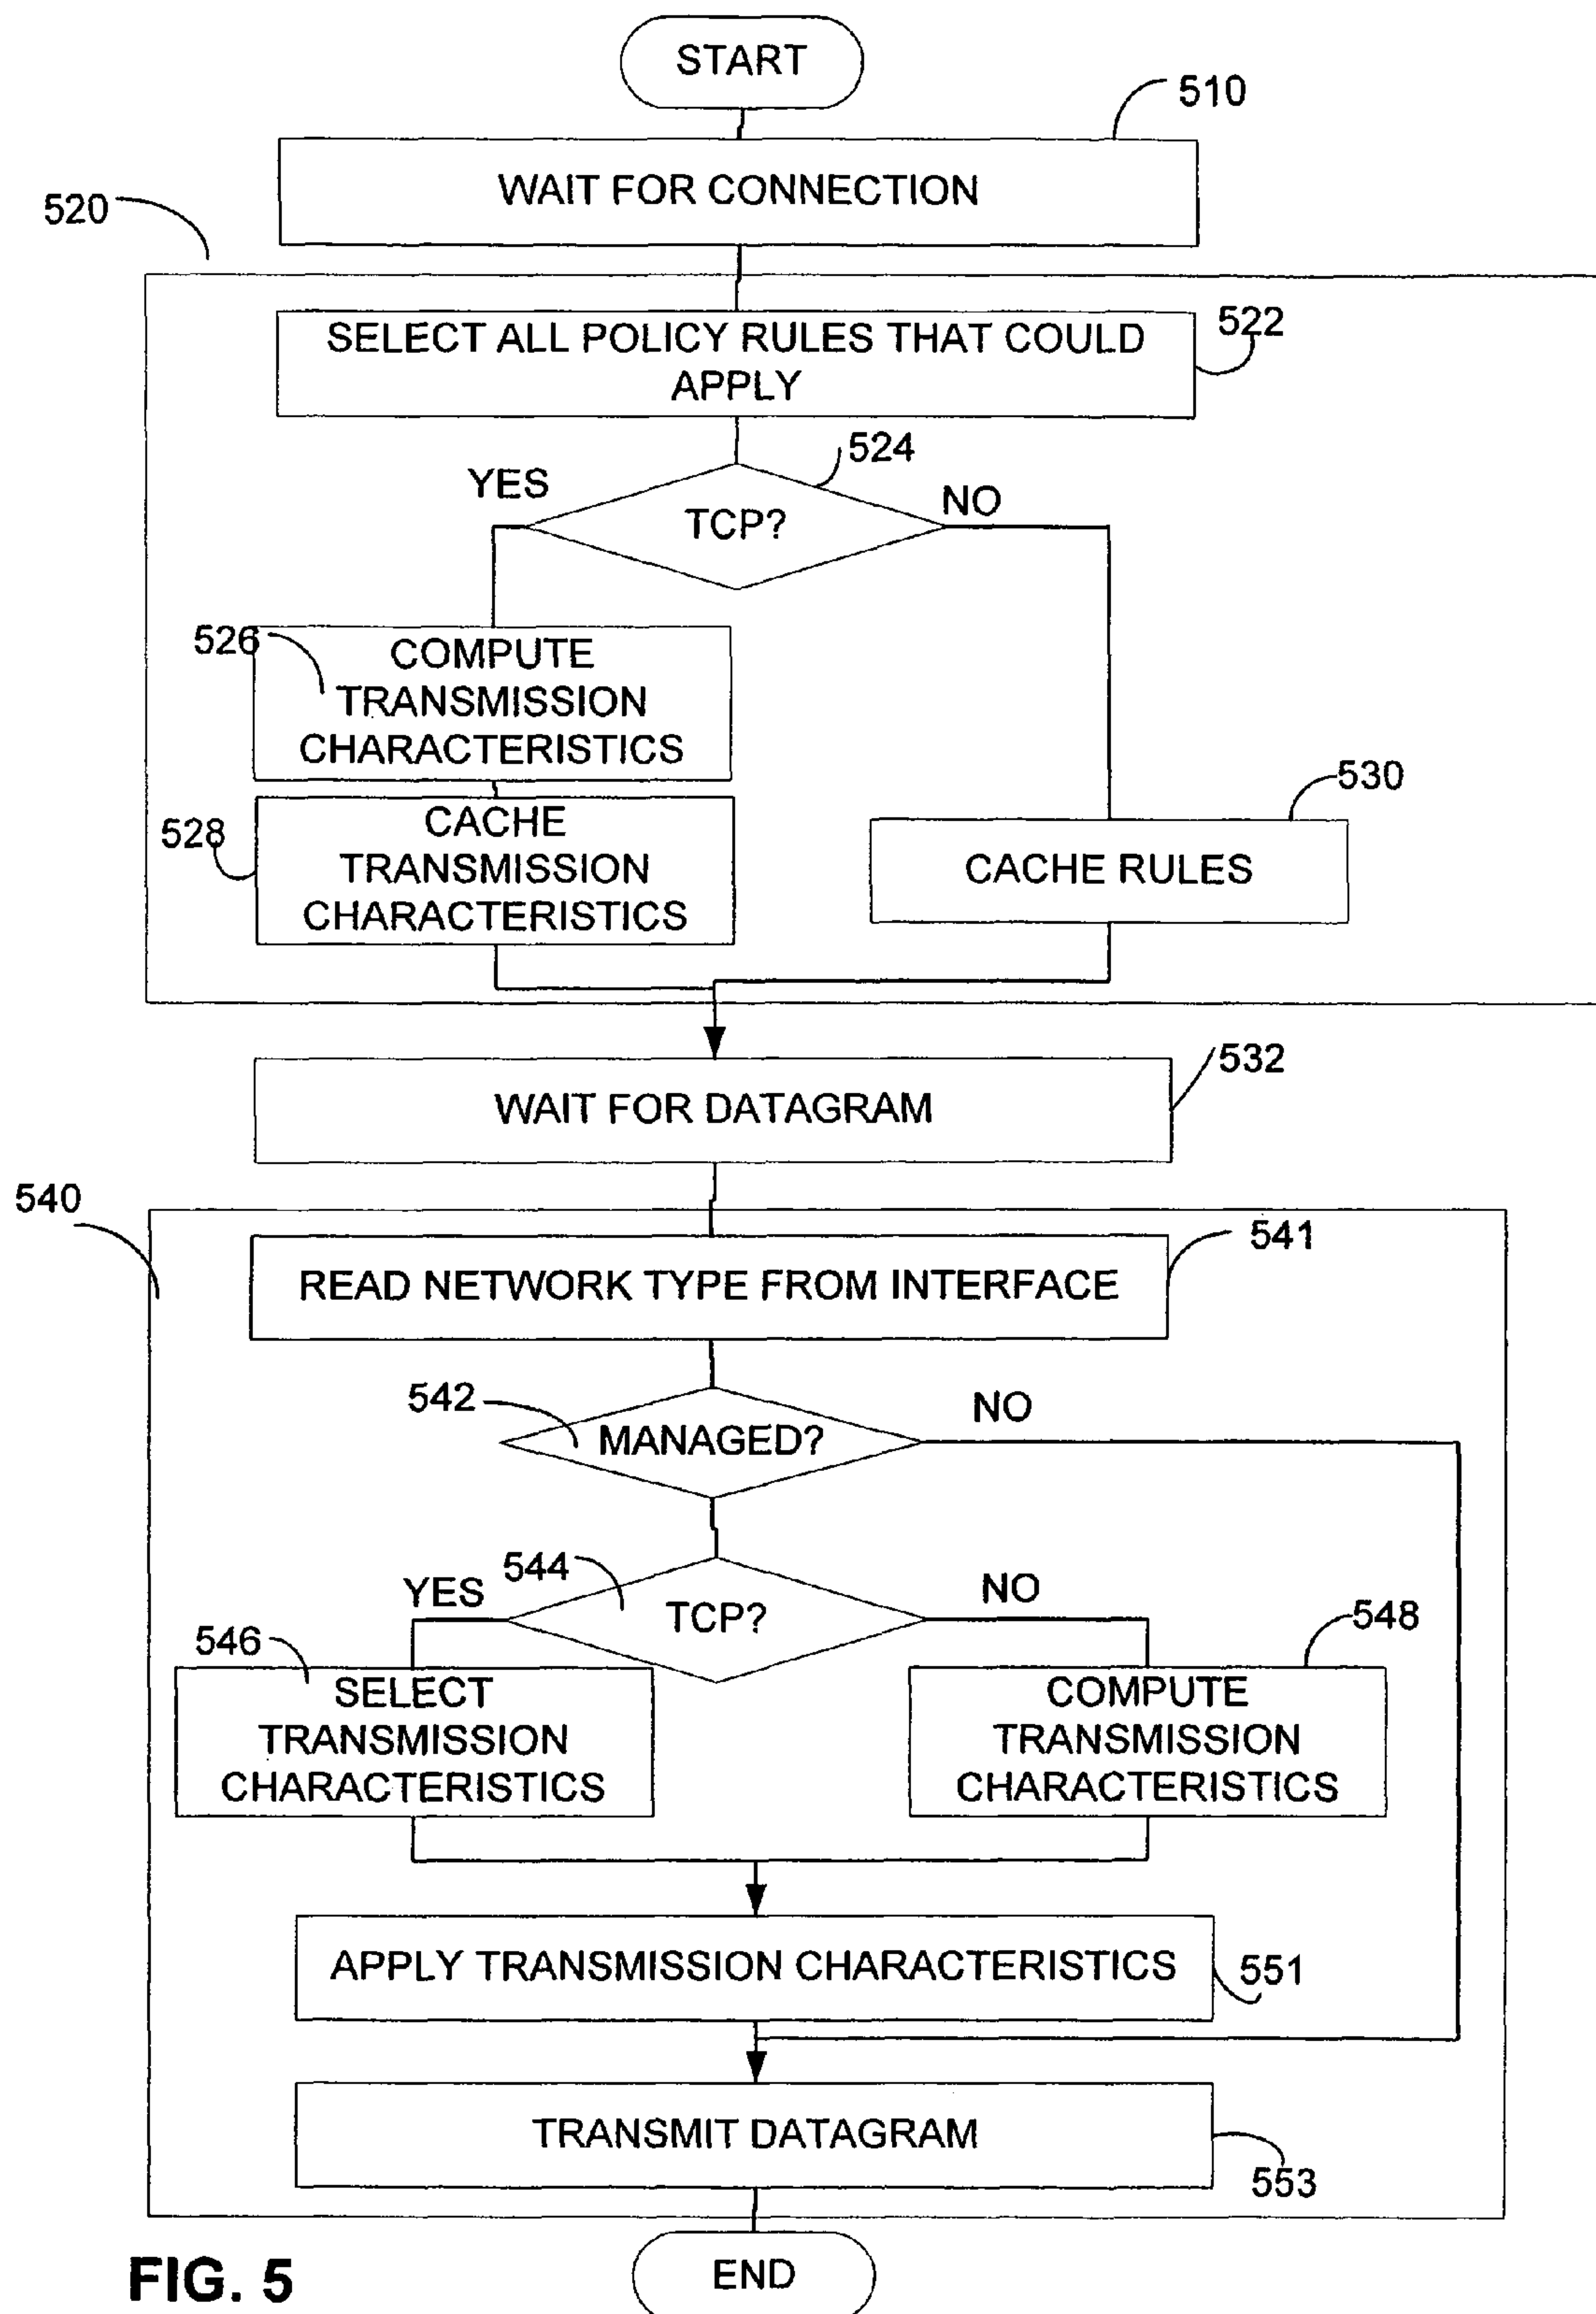 START
510
WAIT FOR CONNECTION
520
SELECT ALL POLICY RULES THAT COULD
APPLY
522
524
YES
TCP?
NO
526
COMPUTE
TRANSMISSION
CHARACTERISTICS
528
CACHE
TRANSMISSION
CHARACTERISTICS
530
CACHE RULES
532
WAIT FOR DATAGRAM
540
541
READ NETWORK TYPE FROM INTERFACE
542
MANAGED?
NO
544
YES
TCP?
NO
546
SELECT
TRANSMISSION
CHARACTERISTICS
548
COMPUTE
TRANSMISSION
CHARACTERISTICS
APPLY TRANSMISSION CHARACTERISTICS
551
TRANSMIT DATAGRAM
553
END
FIG. 5